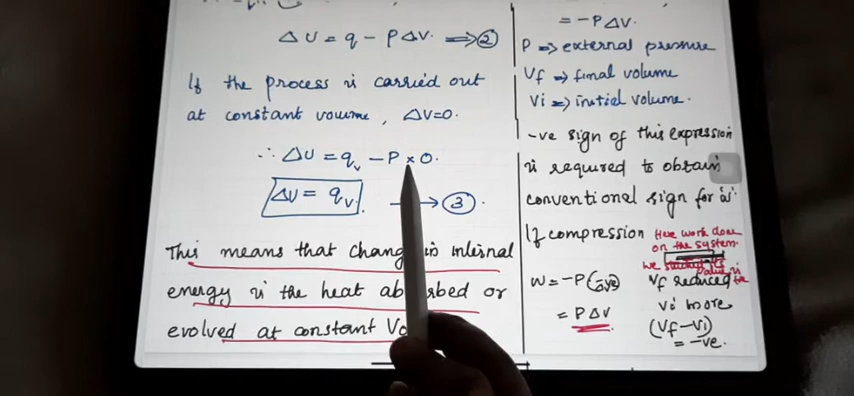 ΔU = q - PΔV. ⟹ ②
If the process is carried out
at constant voume, ΔV=0.
∴ ΔU = qᵥ - P × 0.
ΔU = qᵥ. → ③
This means that change in internal
energy is the heat absorbed or
evolved at constant
= - PΔV.
P ⇒ external pressure
Vf ⇒ final volume
Vi ⇒ initial volume.
-ve sign of this expression
is required to obtain
conventional sign for
If compression
Here work done
on the system.
Vf reduced
W = -P(-ΔV)
Vi more
= PΔV
(Vf - Vi)
= -ve.